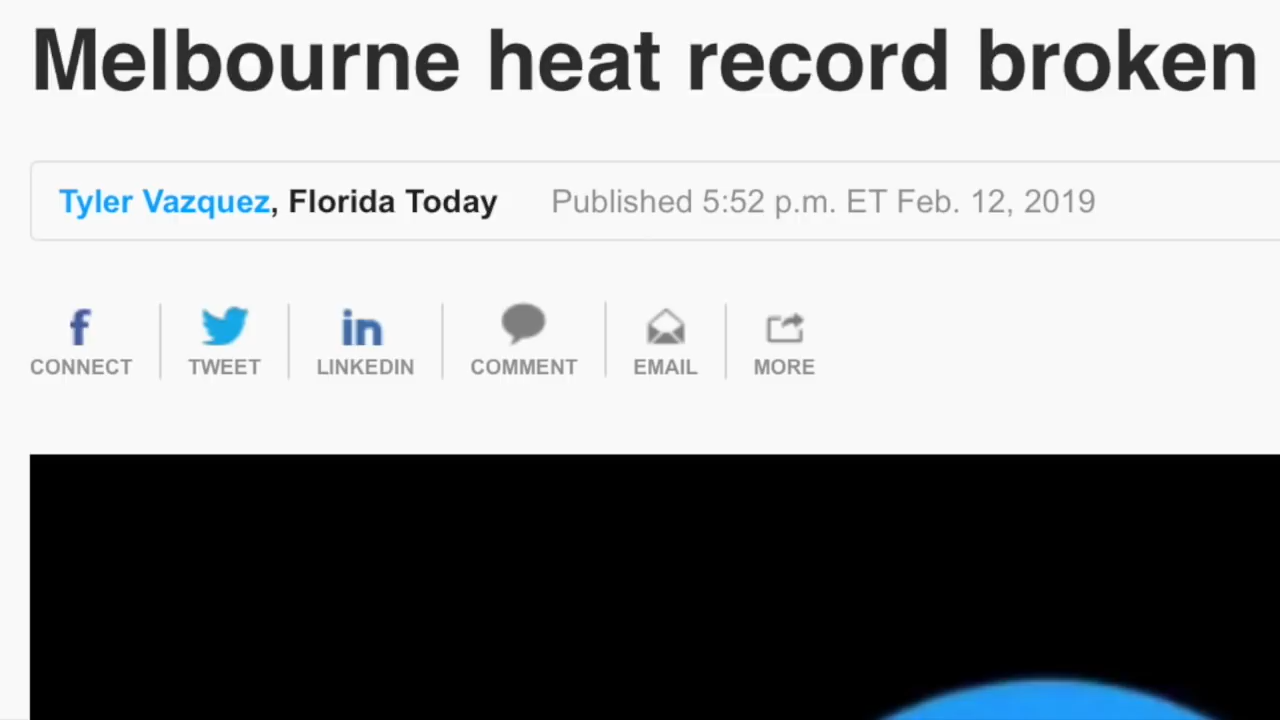 Melbourne heat record broken
Tyler Vazquez, Florida Today Published 5:52 p.m. ET Feb. 12, 2019
f in
CONNECT TWEET LINKEDIN COMMENT EMAIL MORE